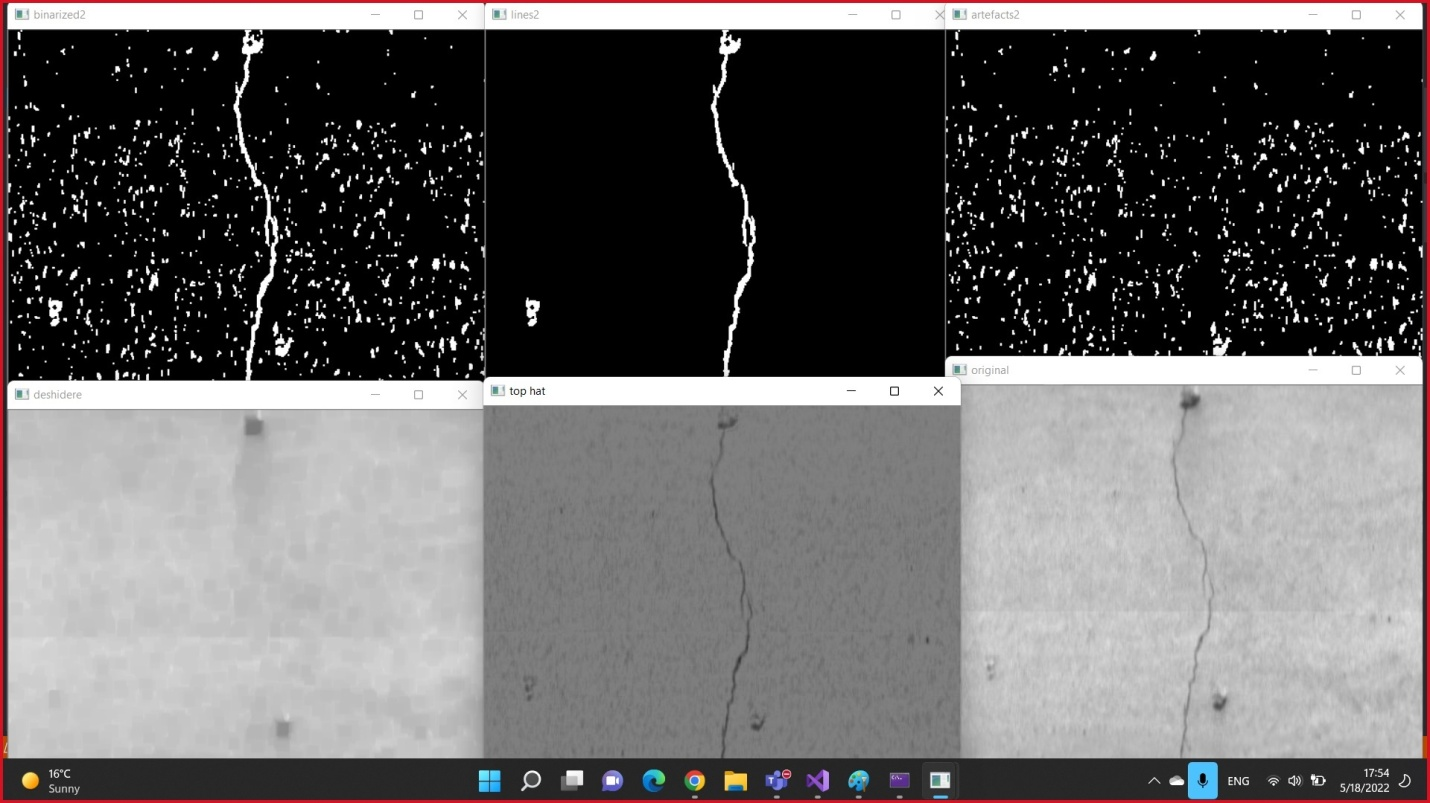 binarized2
lines2
artefacts2
deshidere
top hat
original
16°C
Sunny
ENG
17:54
5/18/2022